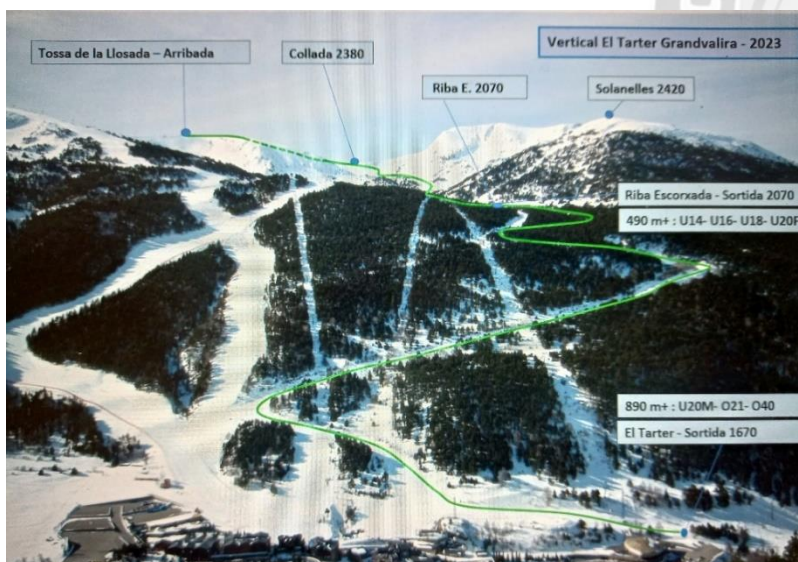 Vertical El Tarter Grandvalira - 2023
Tossa de la Llosada – Arribada
Collada 2380
Riba E. 2070
Solanelles 2420
Riba Escorxada - Sortida 2070
490 m+ : U14- U16- U18- U20F
890 m+ : U20M- O21- O40
El Tarter - Sortida 1670